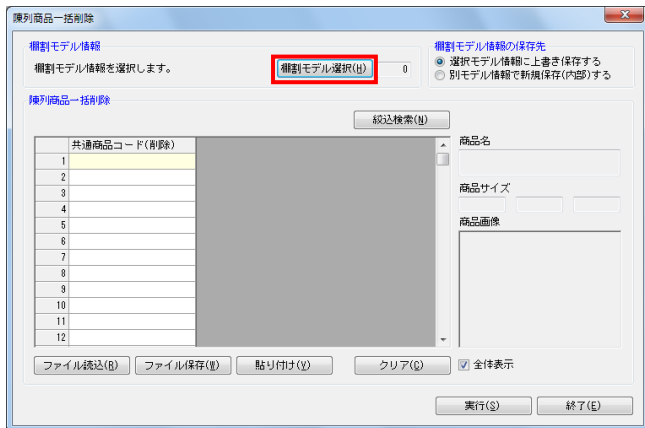 陳列商品一括削除
棚割モデル情報
棚割モデル情報を選択します。
棚割モデル選択(H)
0
棚割モデル情報の保存先
選択モデル情報に上書き保存する
別モデル情報で新規保存(内部)する
陳列商品一括削除
絞込検索(N)
共通商品コード(削除)
1
2
3
4
5
6
7
8
9
10
11
12
商品名
商品サイズ
商品画像
ファイル読込(R)
ファイル保存(W)
貼り付け(V)
クリア(C)
全体表示
実行(S)
終了(E)